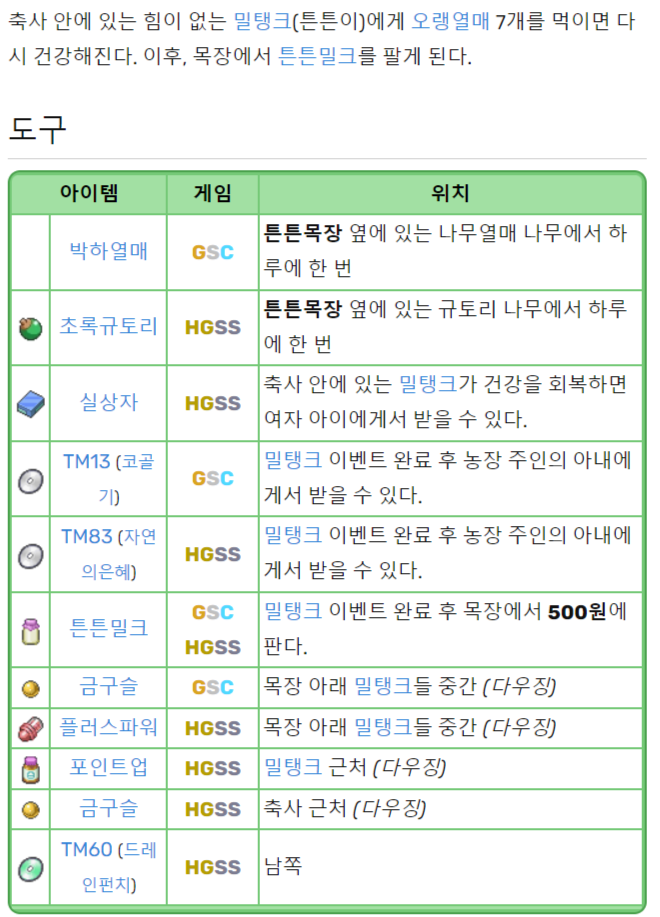 축사 안에 있는 힘이 없는 밀탱크(튼튼이)에게 오랭열매 7개를 먹이면 다
시 건강해진다. 이후, 목장에서 튼튼밀크를 팔게 된다.
도구
아이템 게임 위치
박하열매 GSC 튼튼목장 옆에 있는 나무열매 나무에서 하
루에 한 번
초록규토리 HGSS 튼튼목장 옆에 있는 규토리 나무에서 하루
에 한 번
실상자 HGSS 축사 안에 있는 밀탱크가 건강을 회복하면
여자 아이에게서 받을 수 있다.
TM13 (코골
기) GSC 밀탱크 이벤트 완료 후 농장 주인의 아내에
게서 받을 수 있다.
TM83 (자연
의은혜) HGSS 밀탱크 이벤트 완료 후 농장 주인의 아내에
게서 받을 수 있다.
튼튼밀크 GSC
HGSS 밀탱크 이벤트 완료 후 목장에서 500원에
판다.
금구슬 GSC 목장 아래 밀탱크들 중간 (다우징)
플러스파워 HGSS 목장 아래 밀탱크들 중간 (다우징)
포인트업 HGSS 밀탱크 근처 (다우징)
금구슬 HGSS 축사 근처 (다우징)
TM60 (드레
인펀치) HGSS 남쪽